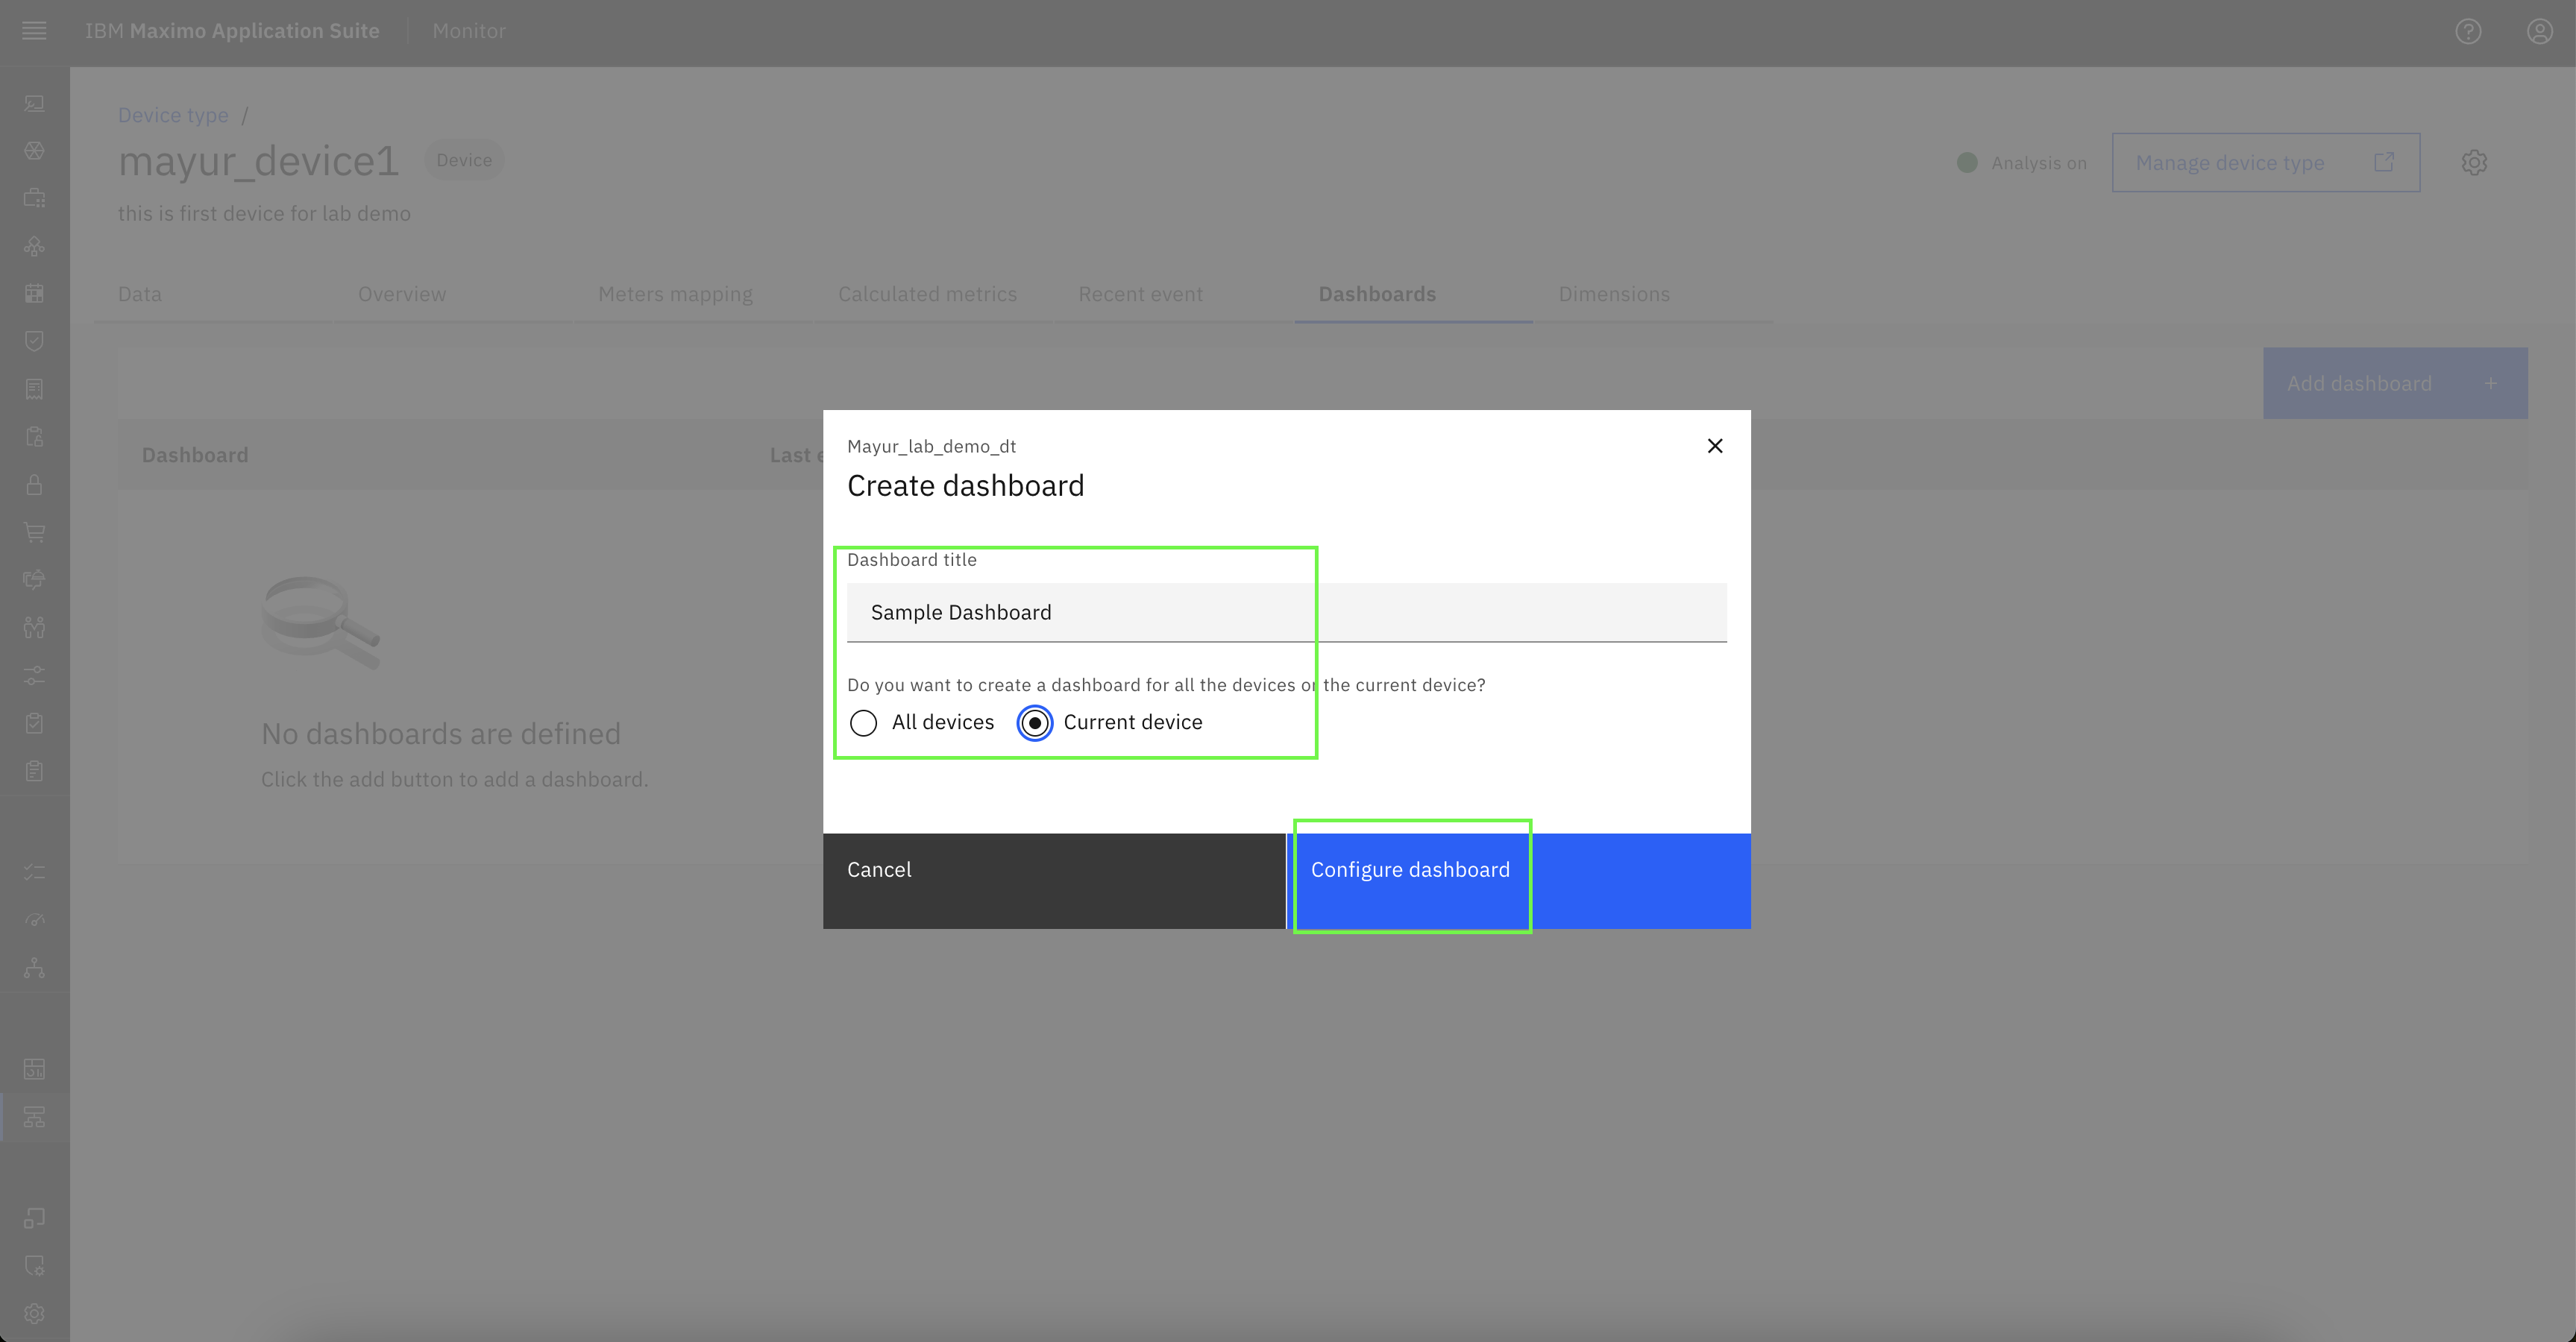 IBM Maximo Application Suite
Monitor
Device type /
mayur_device1
Device
this is first device for lab demo
Analysis on
Manage device type
Data
Overview
Meters mapping
Calculated metrics
Recent event
Dashboards
Dimensions
Add dashboard +
Dashboard
Last
No dashboards are defined
Click the add button to add a dashboard.
Mayur_lab_demo_dt
Create dashboard
Dashboard title
Sample Dashboard
Do you want to create a dashboard for all the devices or the current device?
All devices
Current device
Cancel
Configure dashboard